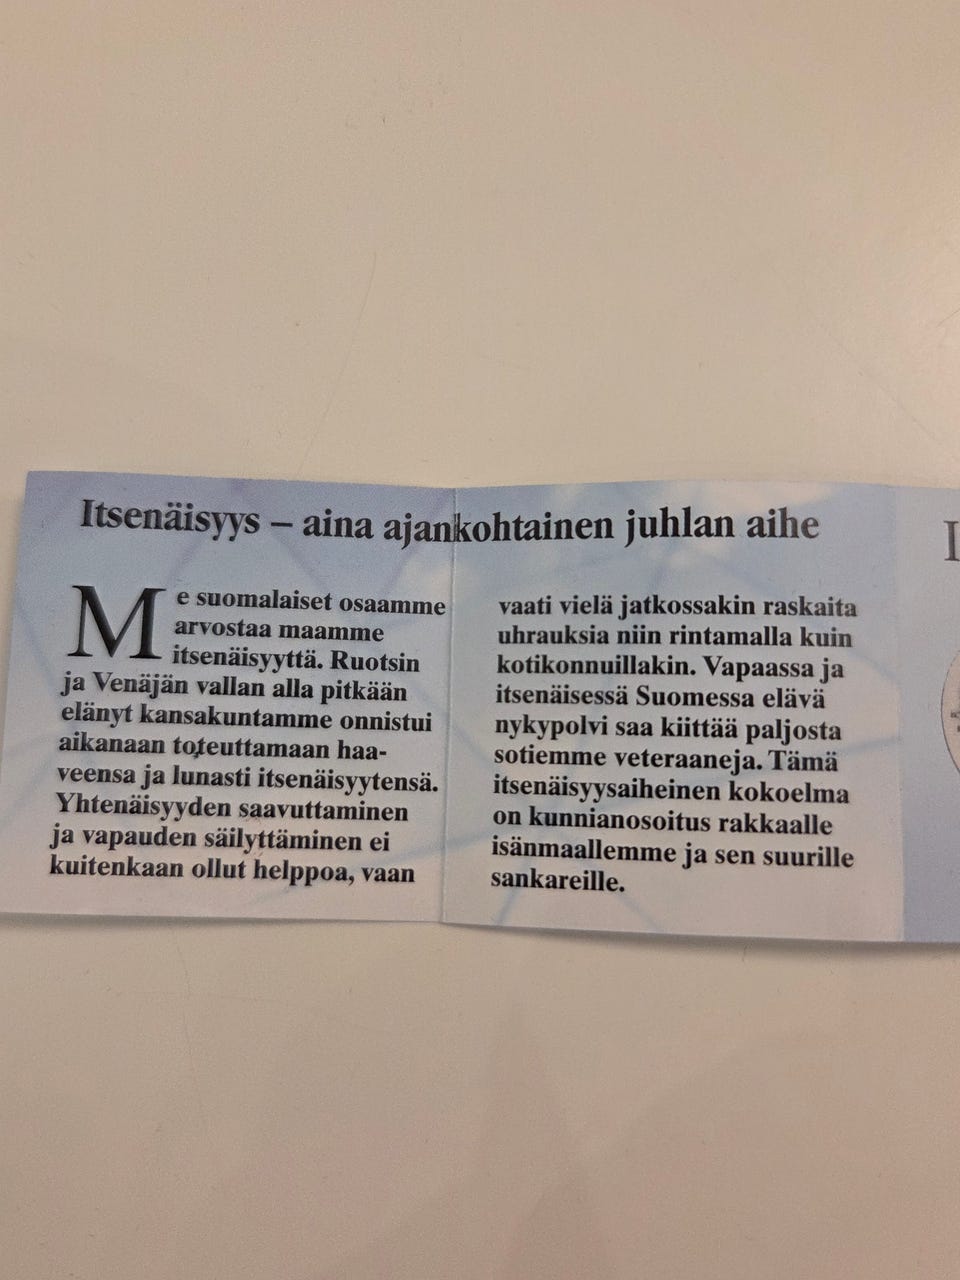 Itsenäisyys – aina ajankohtainen juhlan aihe
Me suomalaiset osaamme
arvostaa maamme
itsenäisyyttä. Ruotsin
ja Venäjän vallan alla pitkään
elänyt kansakuntamme onnistui
aikanaan toteuttamaan haa-
veensa ja lunasti itsenäisyytensä.
Yhtenäisyyden saavuttaminen
ja vapauden säilyttäminen ei
kuitenkaan ollut helppoa, vaan
vaati vielä jatkossakin raskaita
uhrauksia niin rintamalla kuin
kotikonnuillakin. Vapaassa ja
itsenäisessä Suomessa elävä
nykypolvi saa kiittää paljosta
sotiemme veteraaneja. Tämä
itsenäisyysaiheinen kokoelma
on kunnianosoitus rakkaalle
isänmaallemme ja sen suurille
sankareille.